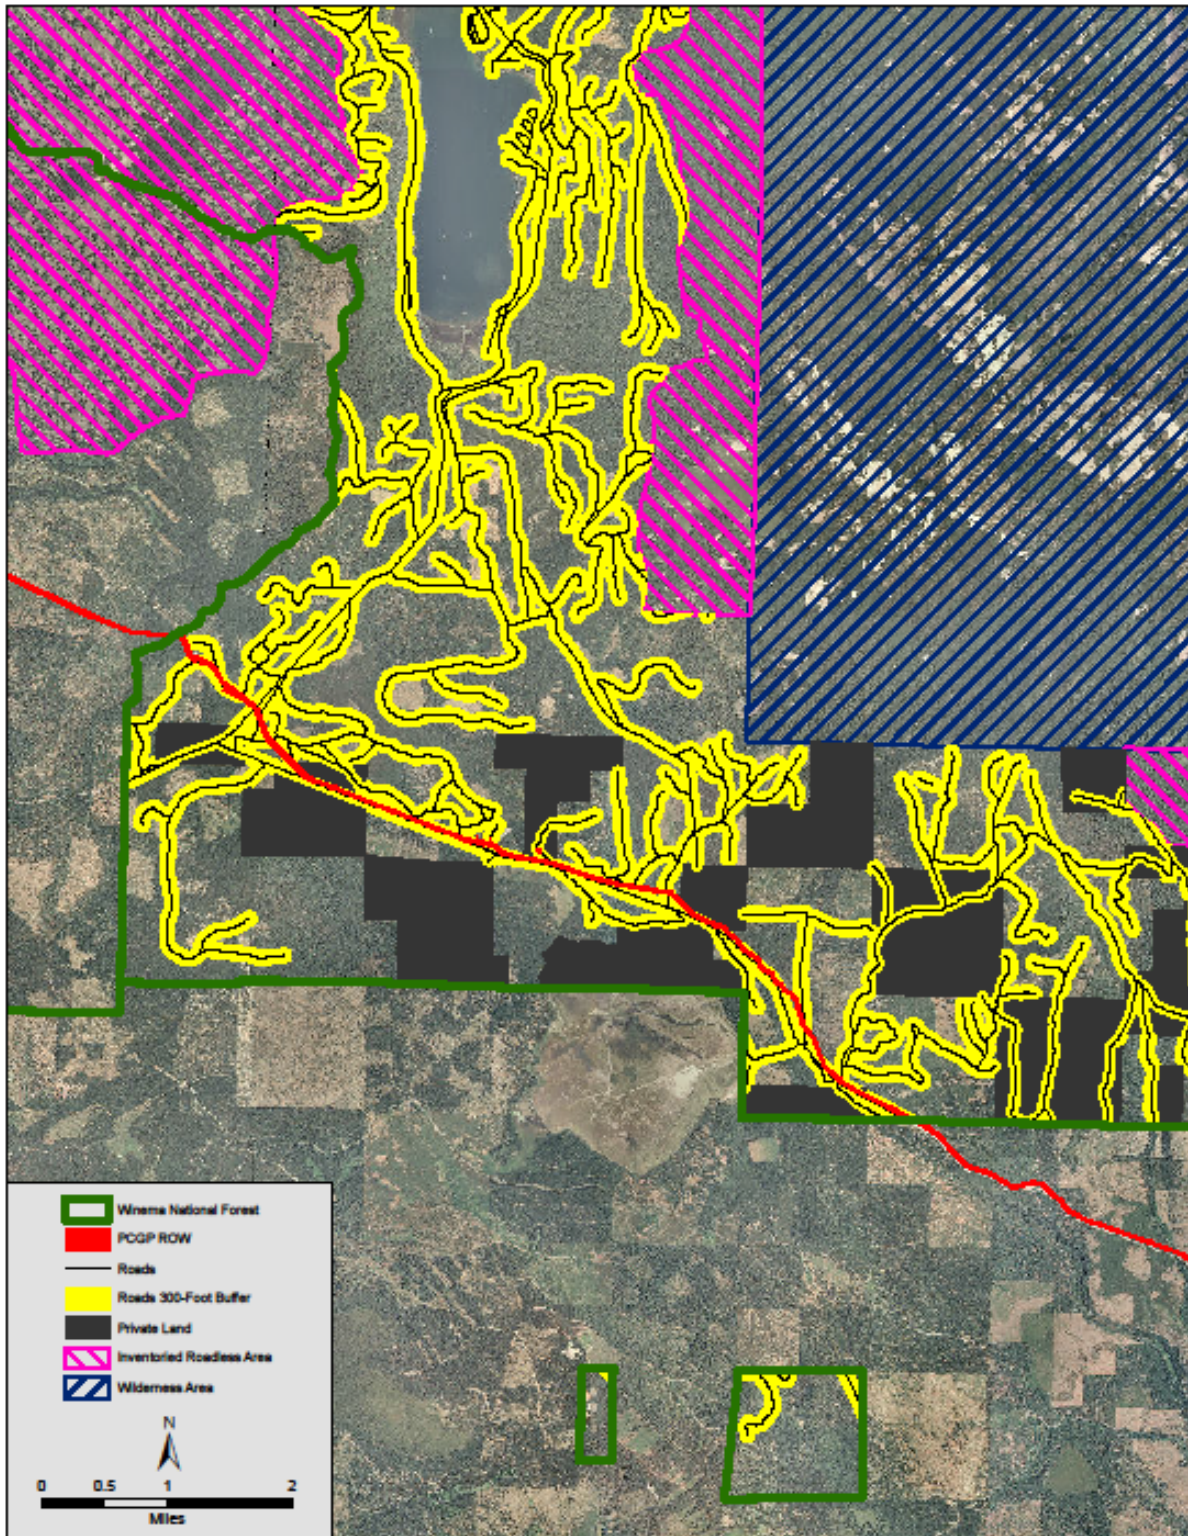 Winema National Forest
PCGP ROW
Roads
Roads 300-Foot Buffer
Private Land
Inventoried Roadless Area
Wilderness Area
N
0 0.5 1 2
Miles